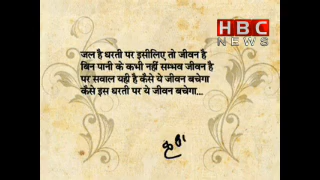 HBC
NEWS
जल है धरती पर इसीलिए तो जीवन है
बिन पानी के कभी नहीं सम्भव जीवन है
पर सवाल यही है कैसे ये जीवन बचेगा
कैसे इस धरती पर ये जीवन बचेगा...